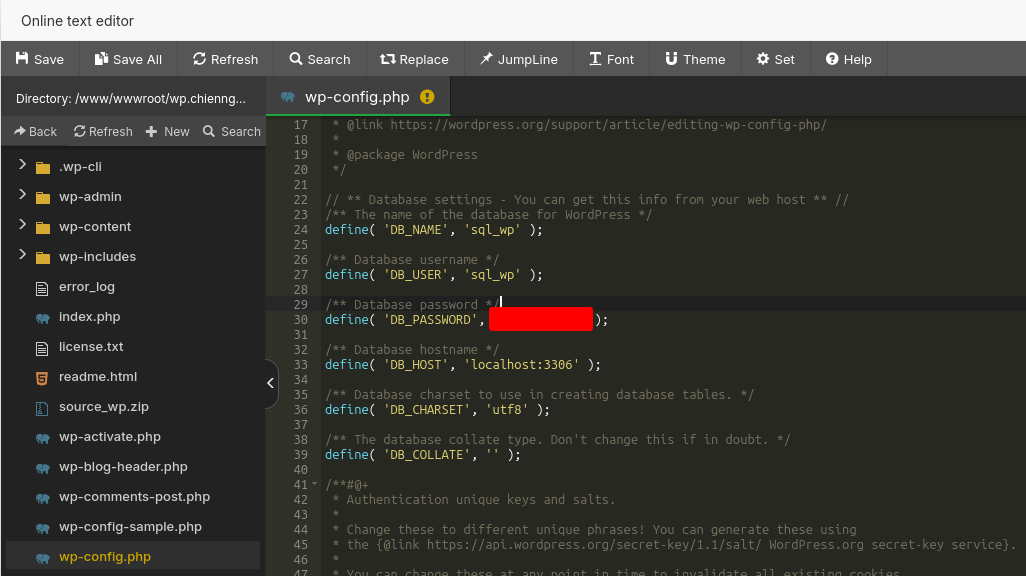 Online text editor
Save Save All Refresh Search Replace JumpLine Font Theme Set Help
Directory: /www/wwwroot/wp.chienng...
wp-config.php
Back Refresh New Search
.wp-cli
wp-admin
wp-content
wp-includes
error_log
index.php
license.txt
readme.html
source_wp.zip
wp-activate.php
wp-blog-header.php
wp-comments-post.php
wp-config-sample.php
wp-config.php
17 * @link https://wordpress.org/support/article/editing-wp-config-php/
18 *
19 * @package WordPress
20 */
21
22 // ** Database settings - You can get this info from your web host ** //
23 /** The name of the database for WordPress */
24 define( 'DB_NAME', 'sql_wp' );
25
26 /** Database username */
27 define( 'DB_USER', 'sql_wp' );
28
29 /** Database password */
30 define( 'DB_PASSWORD', );
31
32 /** Database hostname */
33 define( 'DB_HOST', 'localhost:3306' );
34
35 /** Database charset to use in creating database tables. */
36 define( 'DB_CHARSET', 'utf8' );
37
38 /** The database collate type. Don't change this if in doubt. */
39 define( 'DB_COLLATE', '' );
40
41 /**#@+
42 * Authentication unique keys and salts.
43 *
44 * Change these to different unique phrases! You can generate these using
45 * the {@link https://api.wordpress.org/secret-key/1.1/salt/ WordPress.org secret-key service}.
46 *
47 * You can change these at any point in time to invalidate all existing cookies.